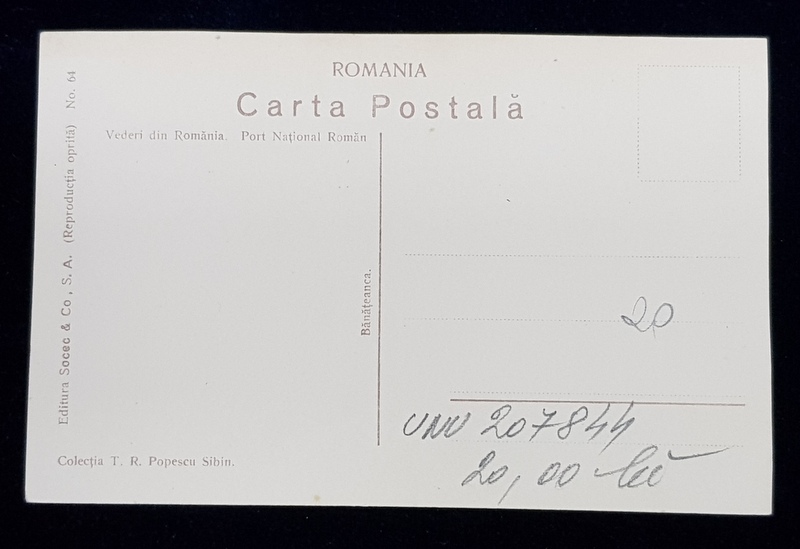 ROMANIA
Carta Postală
Vederi din România. Port Național Român
Editura Socec & Co., S. A. (Reproducția oprită) No. 64
Bănățeanca.
20
UNU 207844
20,00 lei
Colecția T. R. Popescu Sibin.